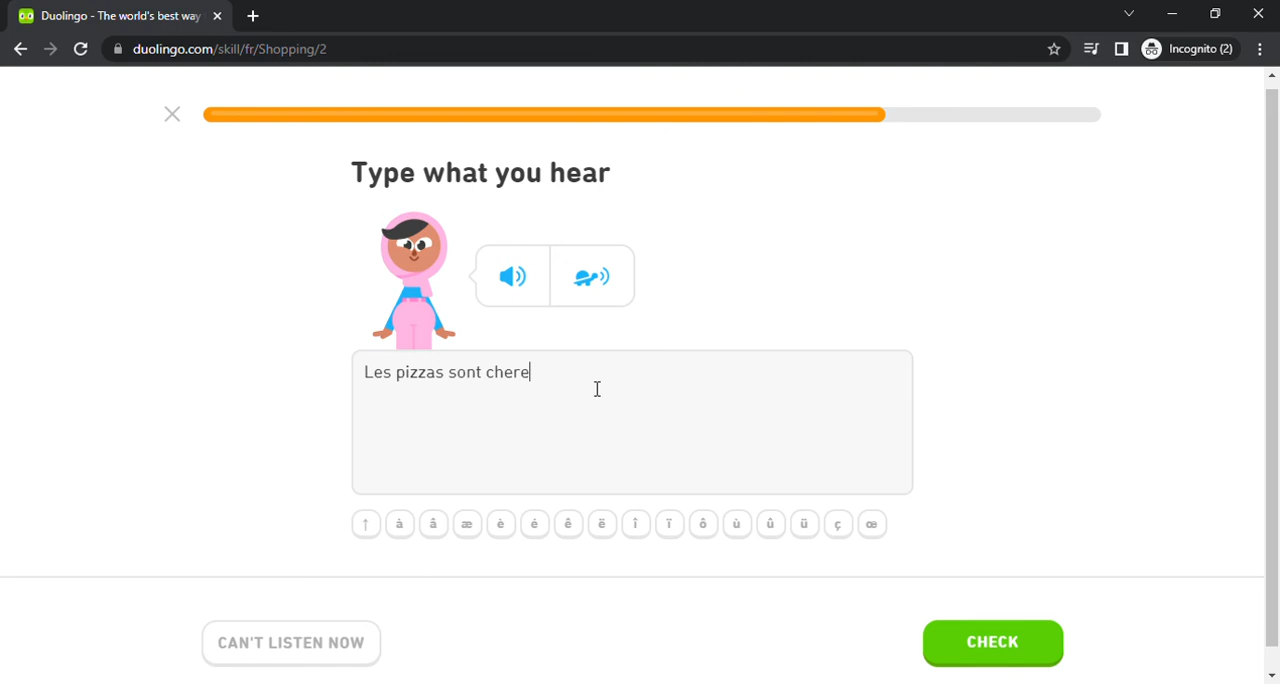 Duolingo - The world's best way
duolingo.com/skill/fr/Shopping/2
Incognito (2)
Type what you hear
Les pizzas sont chere
↑ à â æ è é ê ë î ï ô ù û ü ç œ
CAN'T LISTEN NOW
CHECK